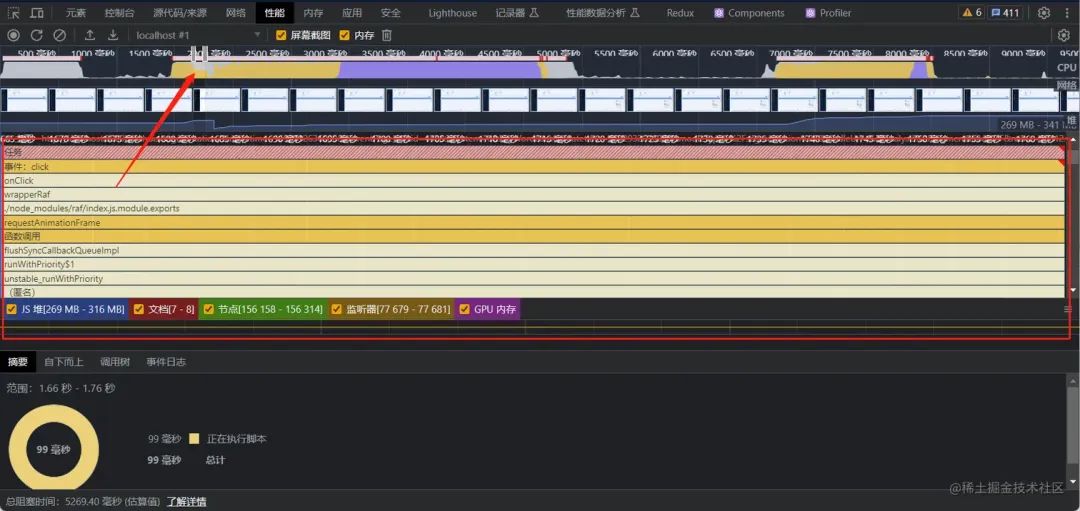 元素 控制台 源代码/来源 网络 性能 内存 应用 安全 Lighthouse 记录器 性能数据分析 Redux Components Profiler 6 411
localhost #1 屏幕截图 内存
500 毫秒 1000 毫秒 1500 毫秒 2500 毫秒 3000 毫秒 3500 毫秒 4000 毫秒 4500 毫秒 5000 毫秒 5500 毫秒 6000 毫秒 6500 毫秒 7000 毫秒 7500 毫秒 8000 毫秒 8500 毫秒 9000 毫秒
CPU
网络
堆
269 MB - 341 MB
任务
事件：click
onClick
wrapperRaf
./node_modules/raf/index.js.module.exports
requestAnimationFrame
函数调用
flushSyncCallbackQueueImpl
runWithPriority$1
unstable_runWithPriority
（匿名）
JS 堆[269 MB - 316 MB] 文档[7 - 8] 节点[156 158 - 156 314] 监听器[77 679 - 77 681] GPU 内存
摘要 自下而上 调用树 事件日志
范围：1.66 秒 - 1.76 秒
99 毫秒 正在执行脚本
99 毫秒
99 毫秒 总计
总阻塞时间：5269.40 毫秒 (估算值) 了解详情
@稀土掘金技术社区